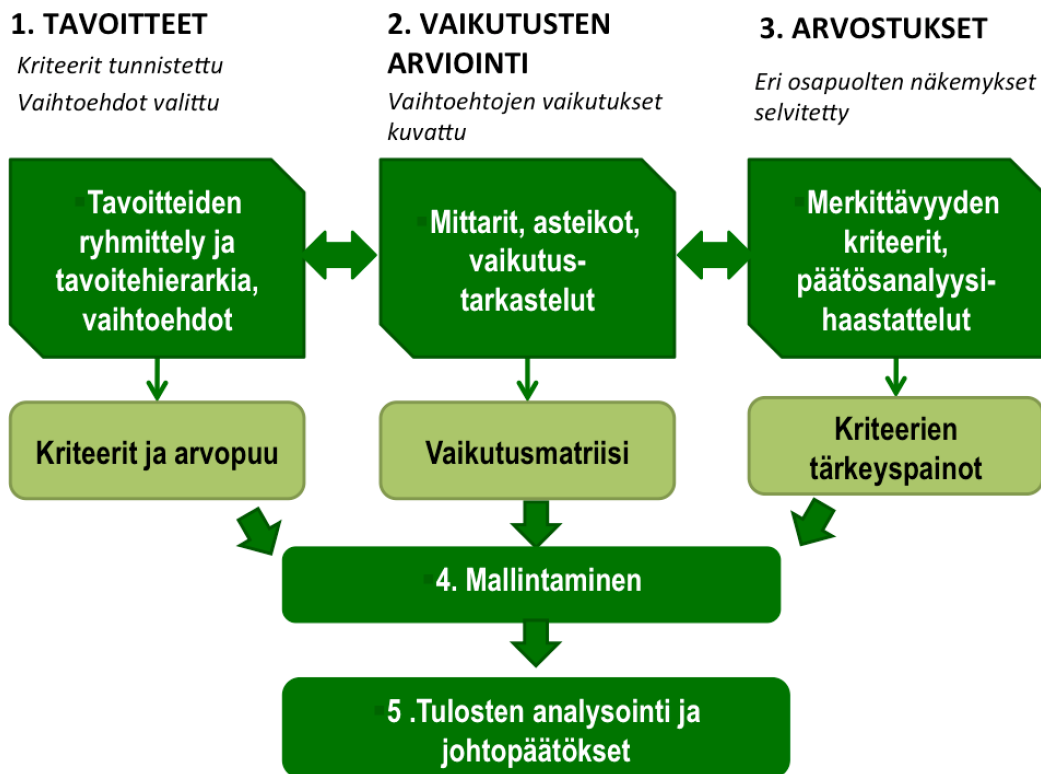 1. TAVOITTEET
Kriteerit tunnistettu
Vaihtoehdot valittu
2. VAIKUTUSTEN
ARVIOINTI
Vaihtoehtojen vaikutukset
kuvattu
3. ARVOSTUKSET
Eri osapuolten näkemykset
selvitetty
Tavoitteiden
ryhmittely ja
tavoitehierarkia,
vaihtoehdot
Mittarit, asteikot,
vaikutus-
tarkastelut
Merkittävyyden
kriteerit,
päätösanalyysi-
haastattelut
Kriteerit ja arvopuu
Vaikutusmatriisi
Kriteerien
tärkeyspainot
4. Mallintaminen
5 .Tulosten analysointi ja
johtopäätökset